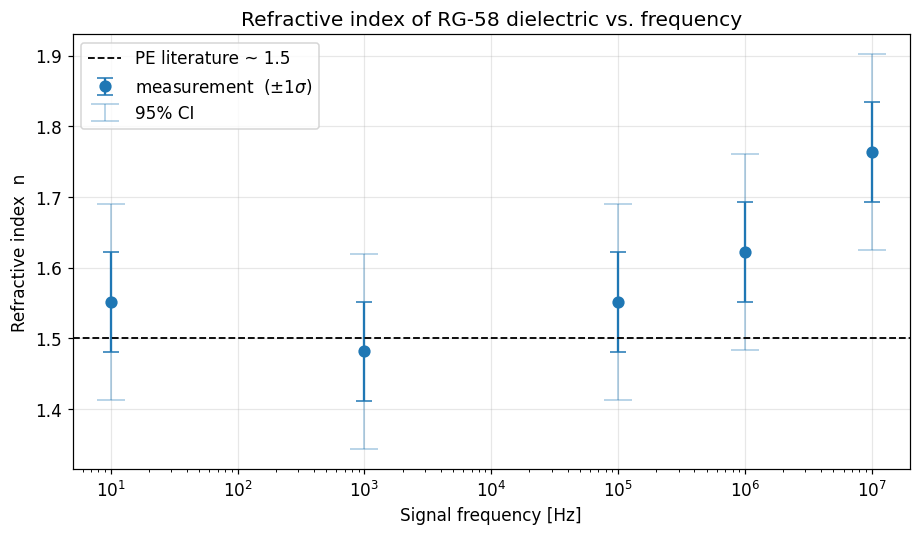 Refractive index of RG-58 dielectric vs. frequency
PE literature ~ 1.5
measurement (±1σ)
95% CI
Refractive index n
1.9
1.8
1.7
1.6
1.5
1.4
10¹
10²
10³
10⁴
10⁵
10⁶
10⁷
Signal frequency [Hz]